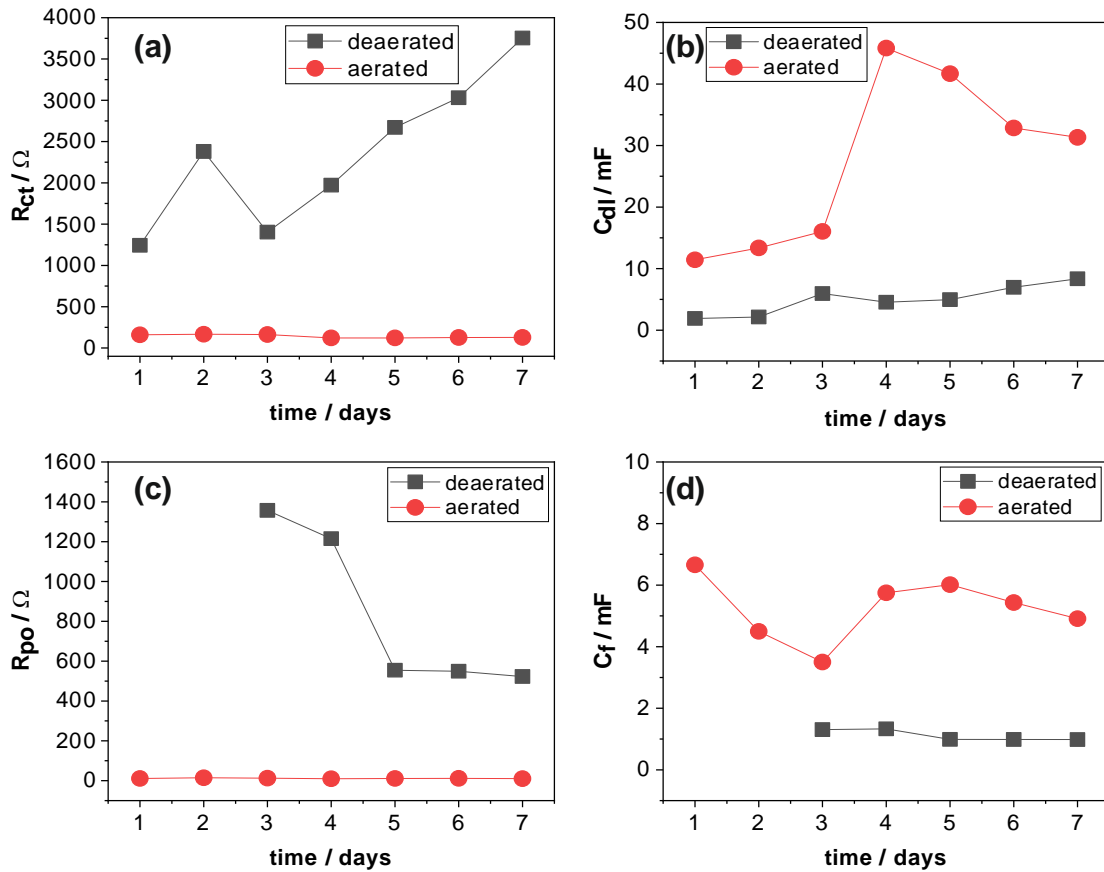 (a)
deaerated
aerated
4000
3500
3000
2500
2000
1500
1000
500
0
R_ct / Ω
1 2 3 4 5 6 7
time / days
(b)
deaerated
aerated
50
40
30
20
10
0
C_dl / mF
1 2 3 4 5 6 7
time / days
(c)
deaerated
aerated
1600
1400
1200
1000
800
600
400
200
0
R_po / Ω
1 2 3 4 5 6 7
time / days
(d)
deaerated
aerated
10
8
6
4
2
0
C_f / mF
1 2 3 4 5 6 7
time / days